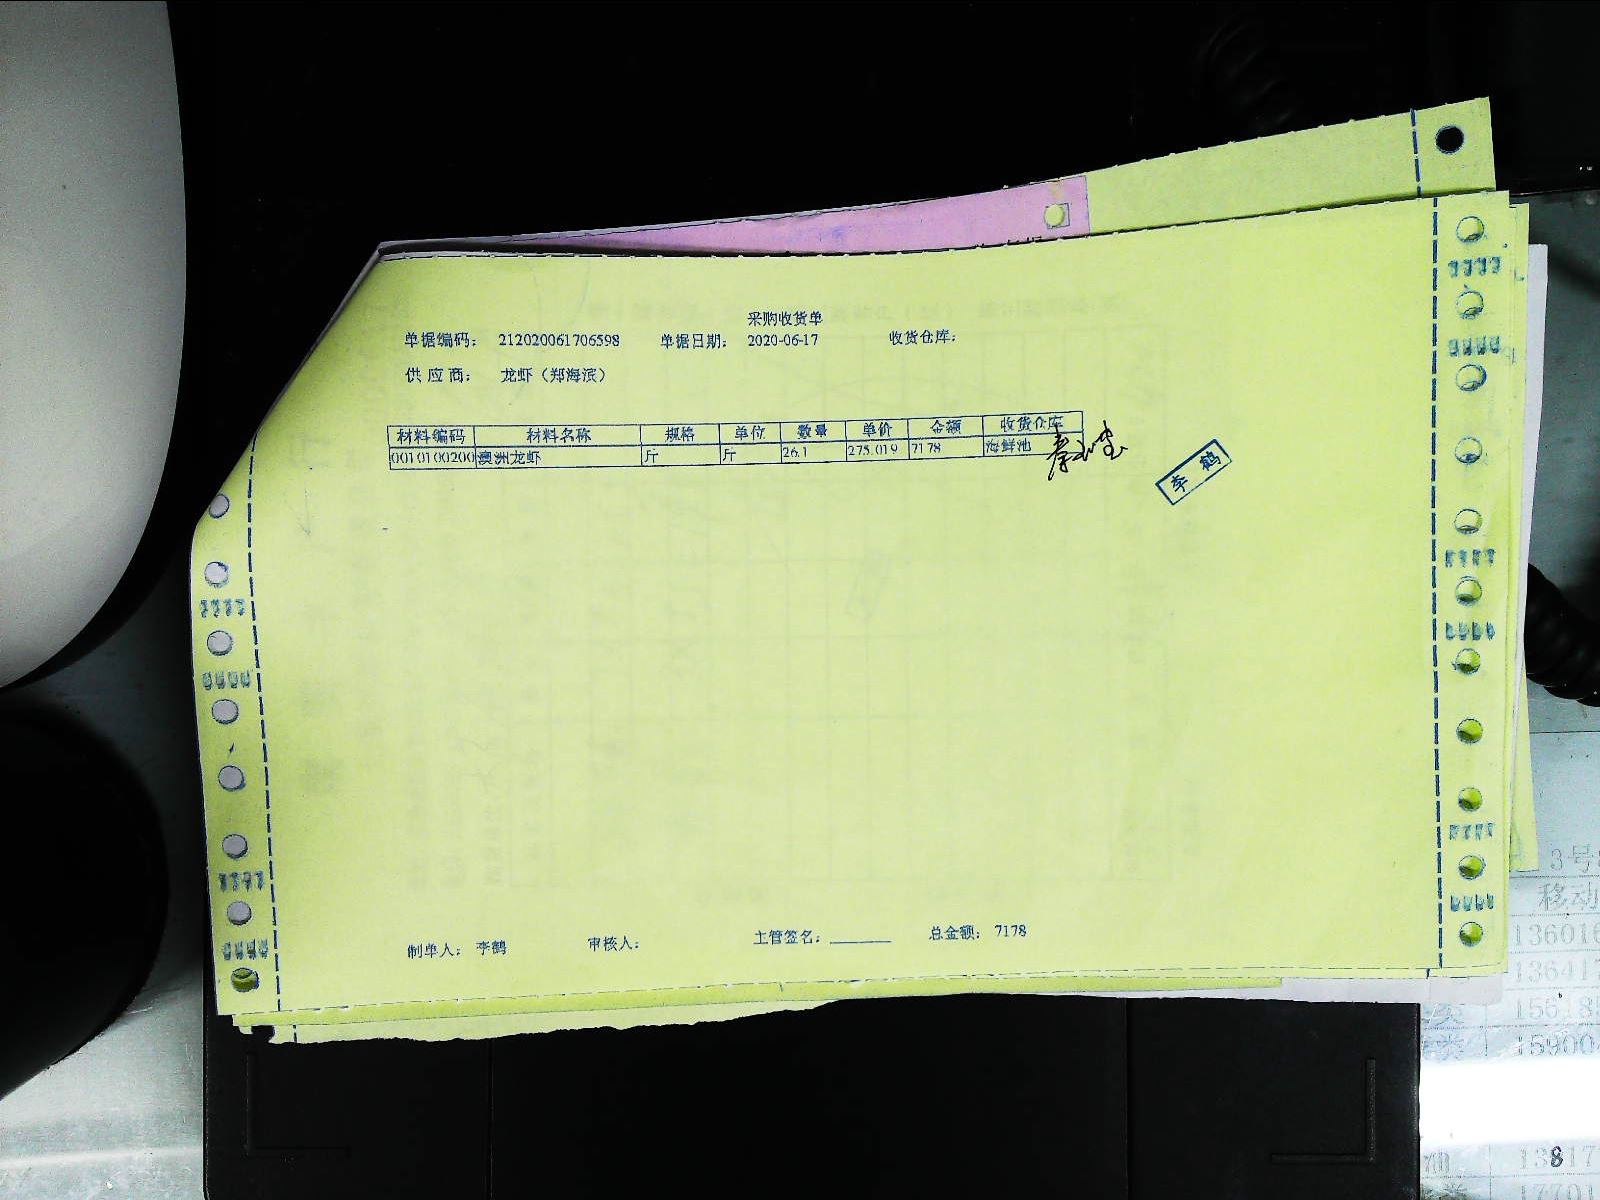 采购收货单
单据编码： 212020061706598 单据日期： 2020-06-17 收货仓库：
供应商： 龙虾（郑海滨）
材料编码 材料名称 规格 单位 数量 单价 金额 收货仓库
0010100200 澳洲龙虾 斤 斤 26.1 275.019 7178 海鲜池
李鹤
制单人： 李鹤 审核人： 主管签名： 总金额： 7178
3号
移动
13601
13641
15618
15900
13817